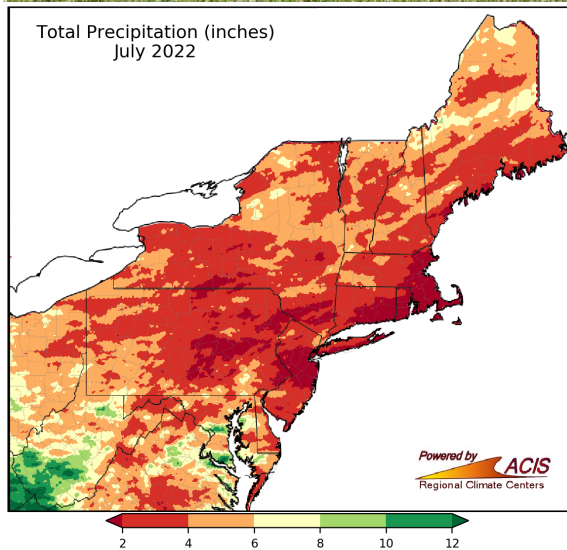 Total Precipitation (inches)
July 2022
Powered by
ACIS
Regional Climate Centers
2 4 6 8 10 12